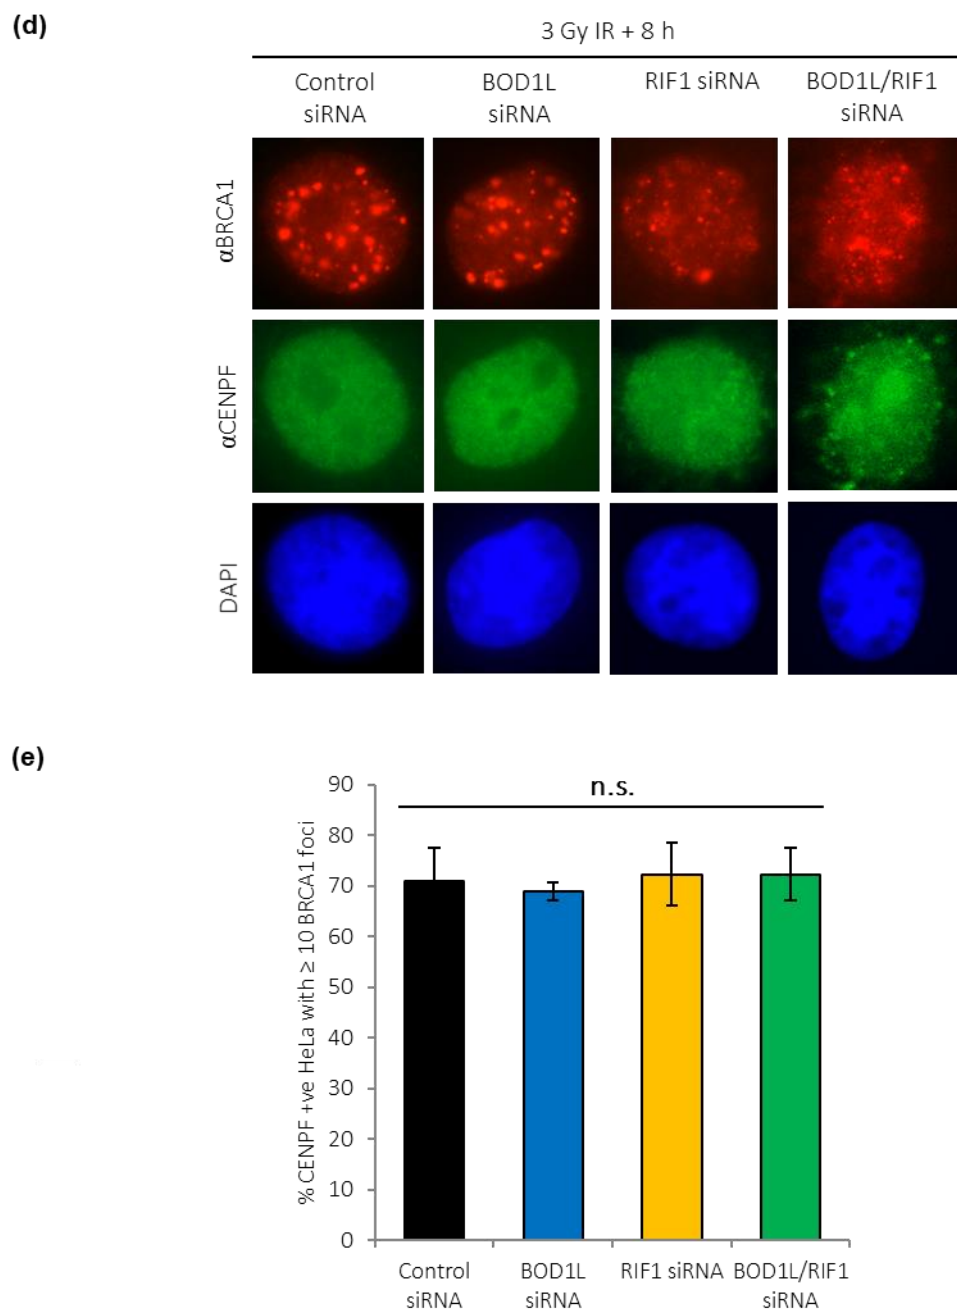 (d)
3 Gy IR + 8 h
Control
siRNA
BOD1L
siRNA
RIF1 siRNA
BOD1L/RIF1
siRNA
αBRCA1
αCENPF
DAPI
(e)
n.s.
% CENPF +ve HeLa with ≥ 10 BRCA1 foci
90
80
70
60
50
40
30
20
10
0
Control
siRNA
BOD1L
siRNA
RIF1 siRNA
BOD1L/RIF1
siRNA